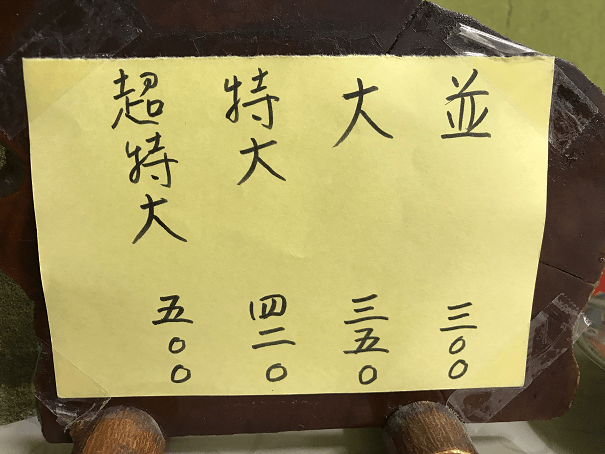 並 三〇〇
大 三五〇
特大 四二〇
超特大 五〇〇